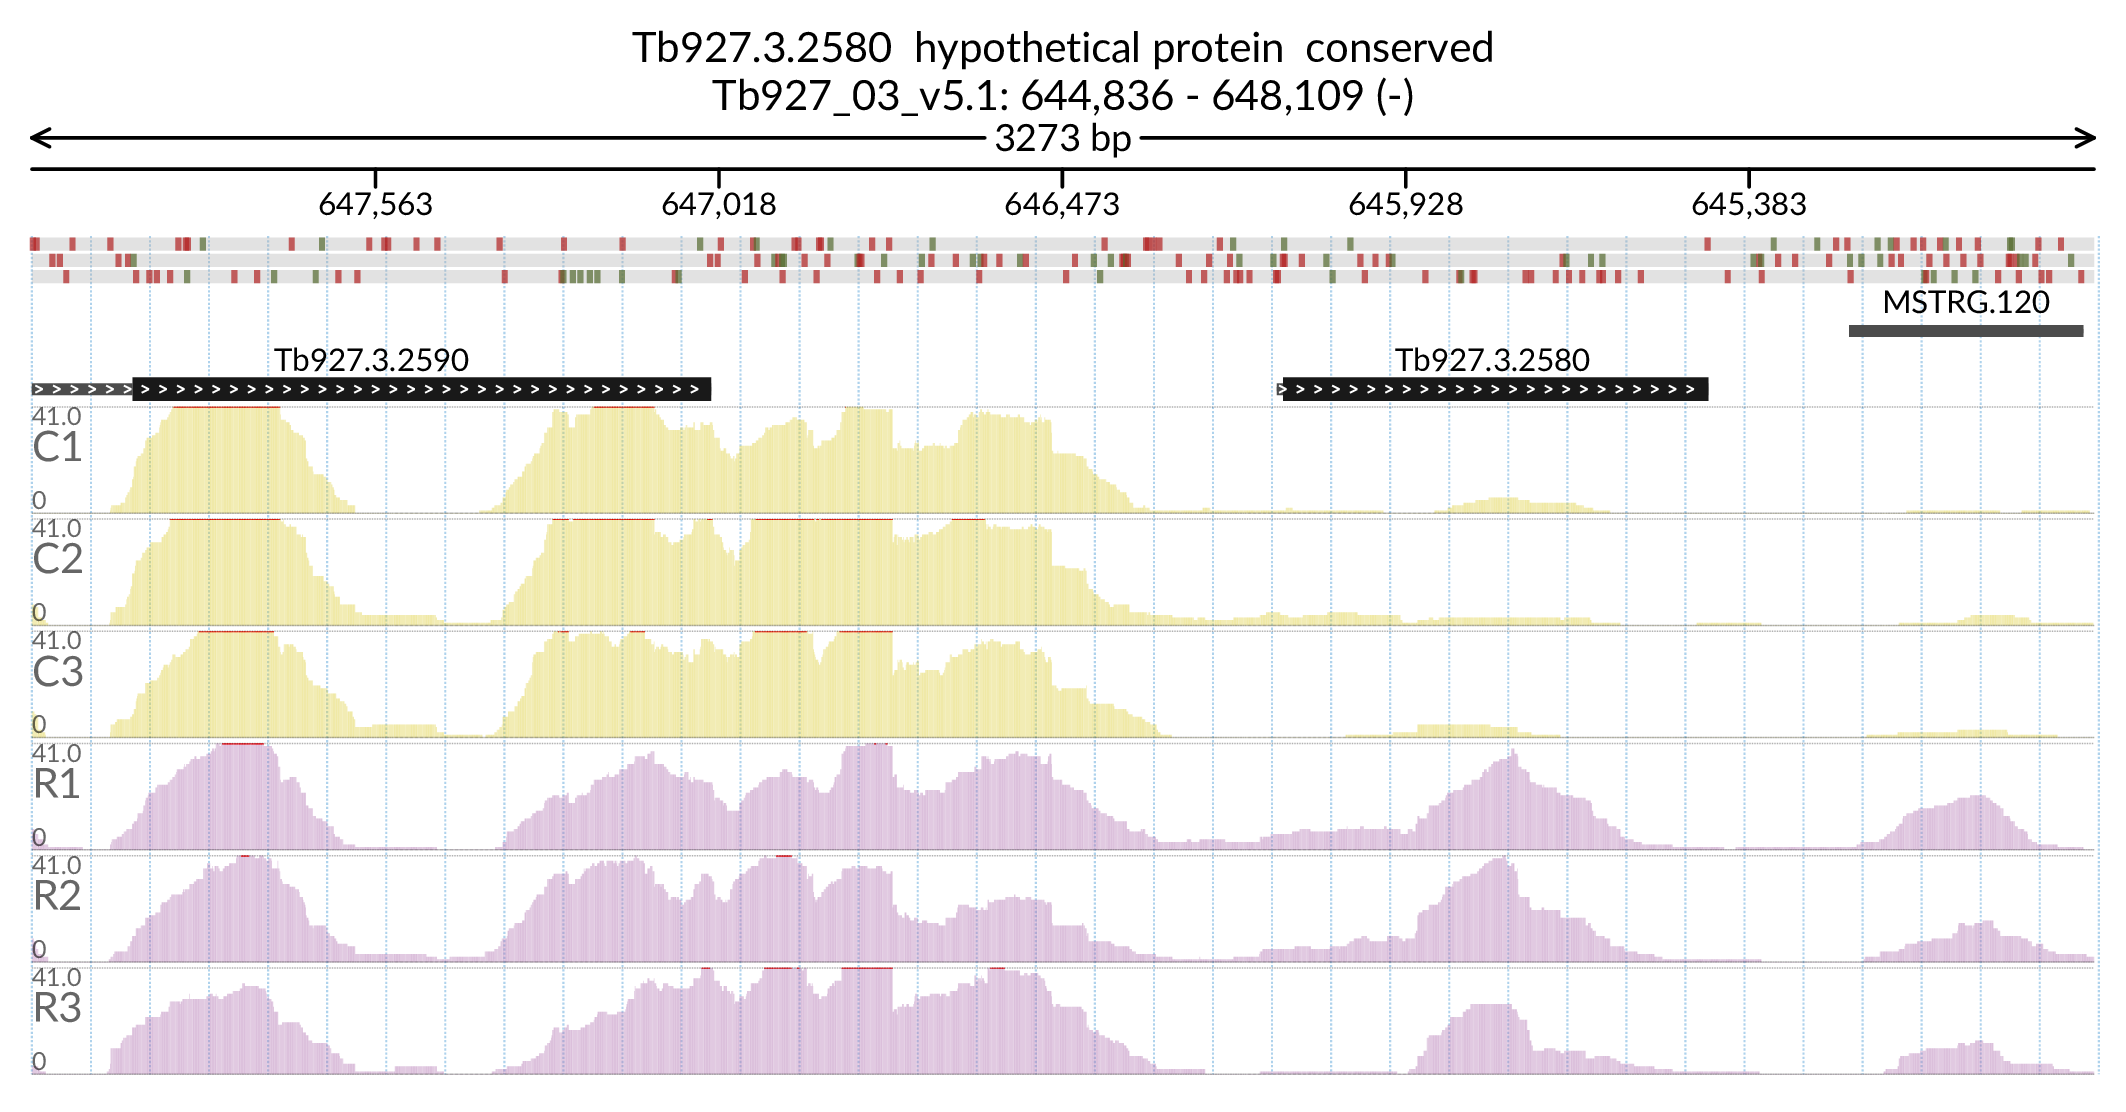 Tb927.3.2580 hypothetical protein conserved
Tb927_03_v5.1: 644,836 - 648,109 (-)
3273 bp
647,563 647,018 646,473 645,928 645,383
MSTRG.120
Tb927.3.2590 Tb927.3.2580
41.0
C1
0
41.0
C2
0
41.0
C3
0
41.0
R1
0
41.0
R2
0
41.0
R3
0